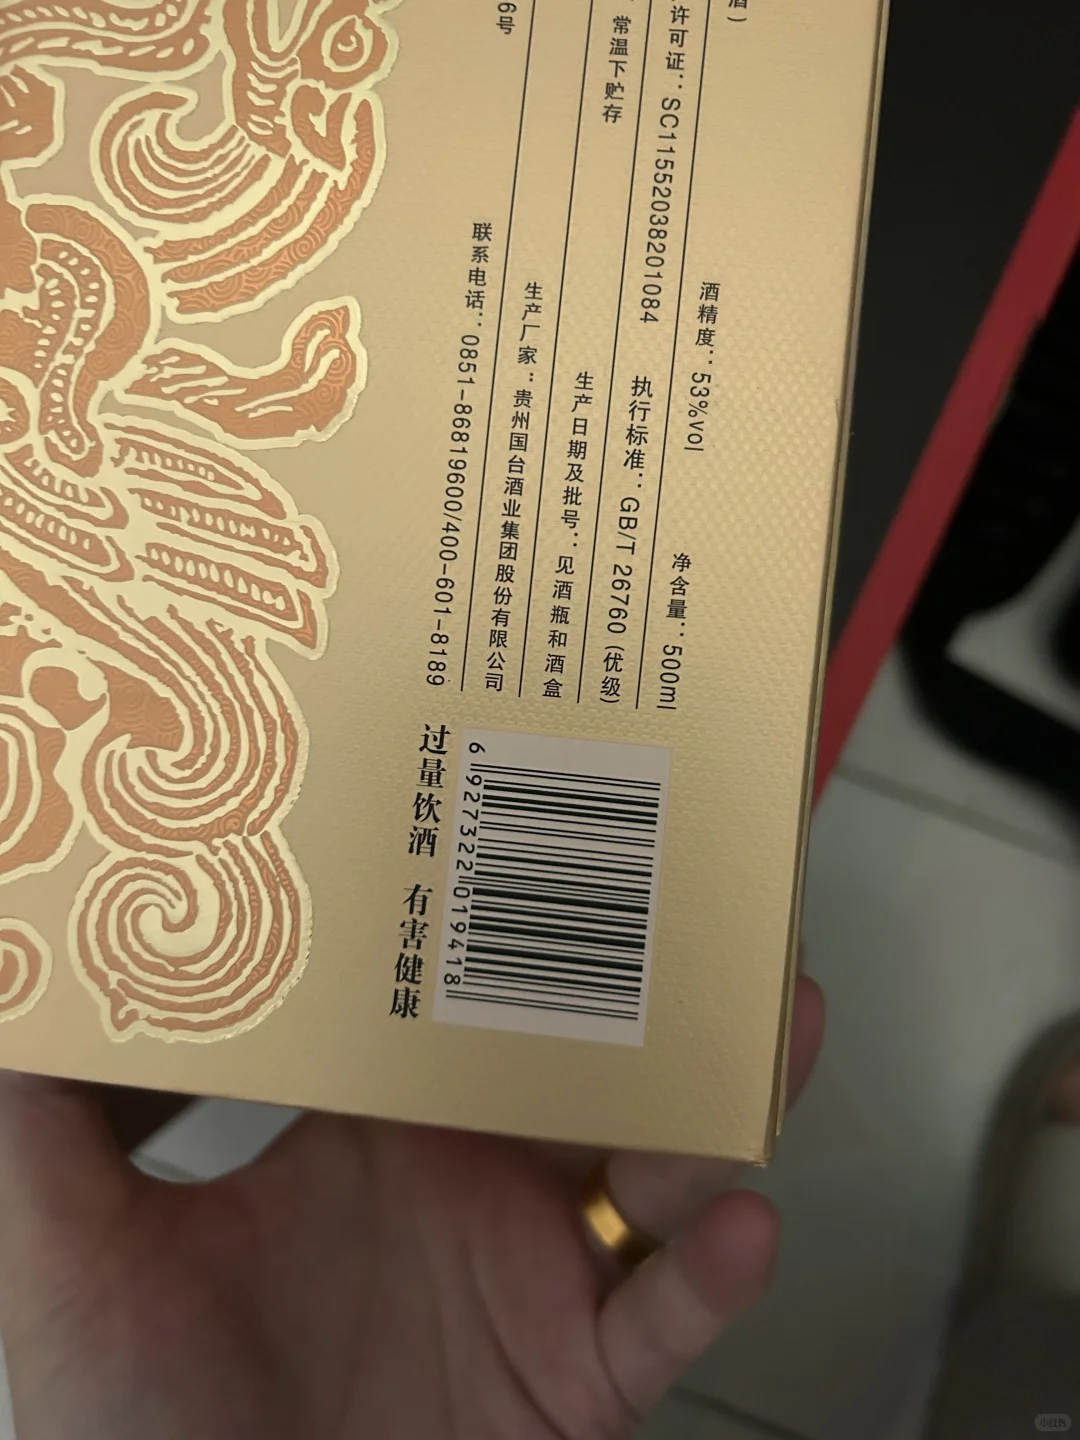 酒）
酒精度：53%vol 净含量：500ml
许可证：SC11552038201084 执行标准：GB/T 26760（优级）
常温下贮存 生产日期及批号：见酒瓶和酒盒
生产厂家：贵州国台酒业集团股份有限公司
6号 联系电话：0851-86819600/400-601-8189
过量饮酒 有害健康
6927322019418
小红书